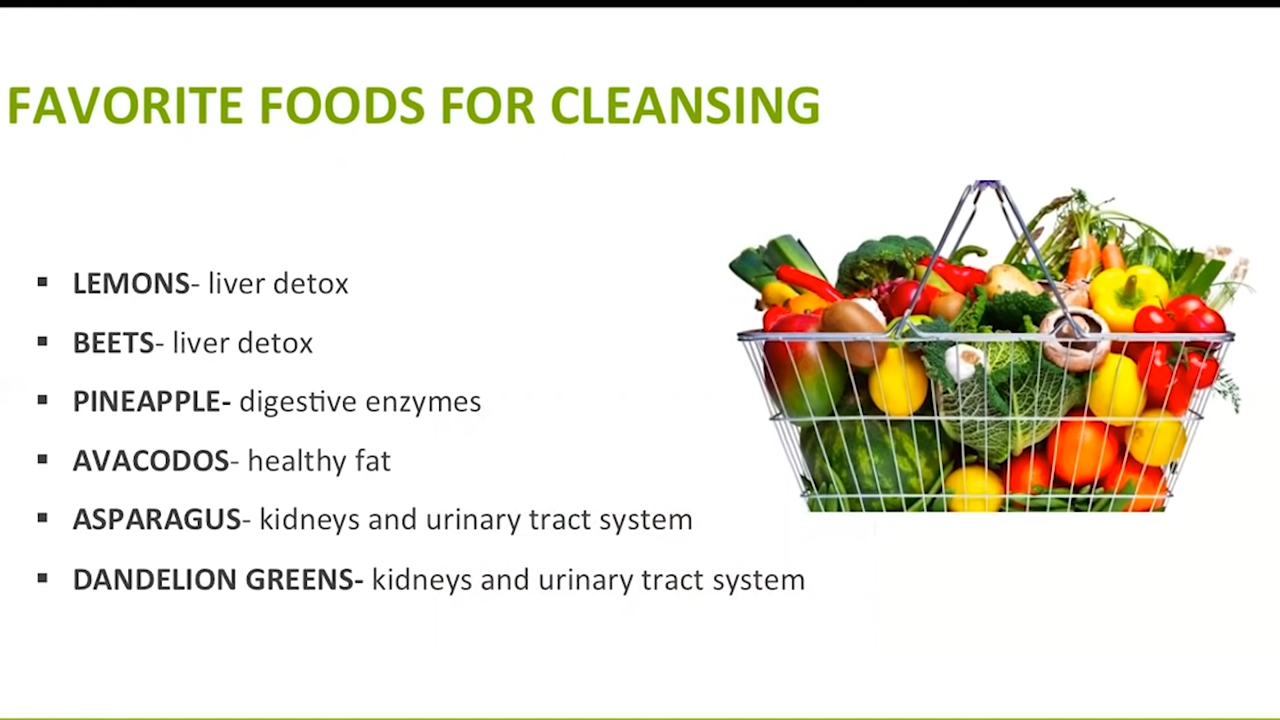 FAVORITE FOODS FOR CLEANSING
▪ LEMONS- liver detox
▪ BEETS- liver detox
▪ PINEAPPLE- digestive enzymes
▪ AVACODOS- healthy fat
▪ ASPARAGUS- kidneys and urinary tract system
▪ DANDELION GREENS- kidneys and urinary tract system